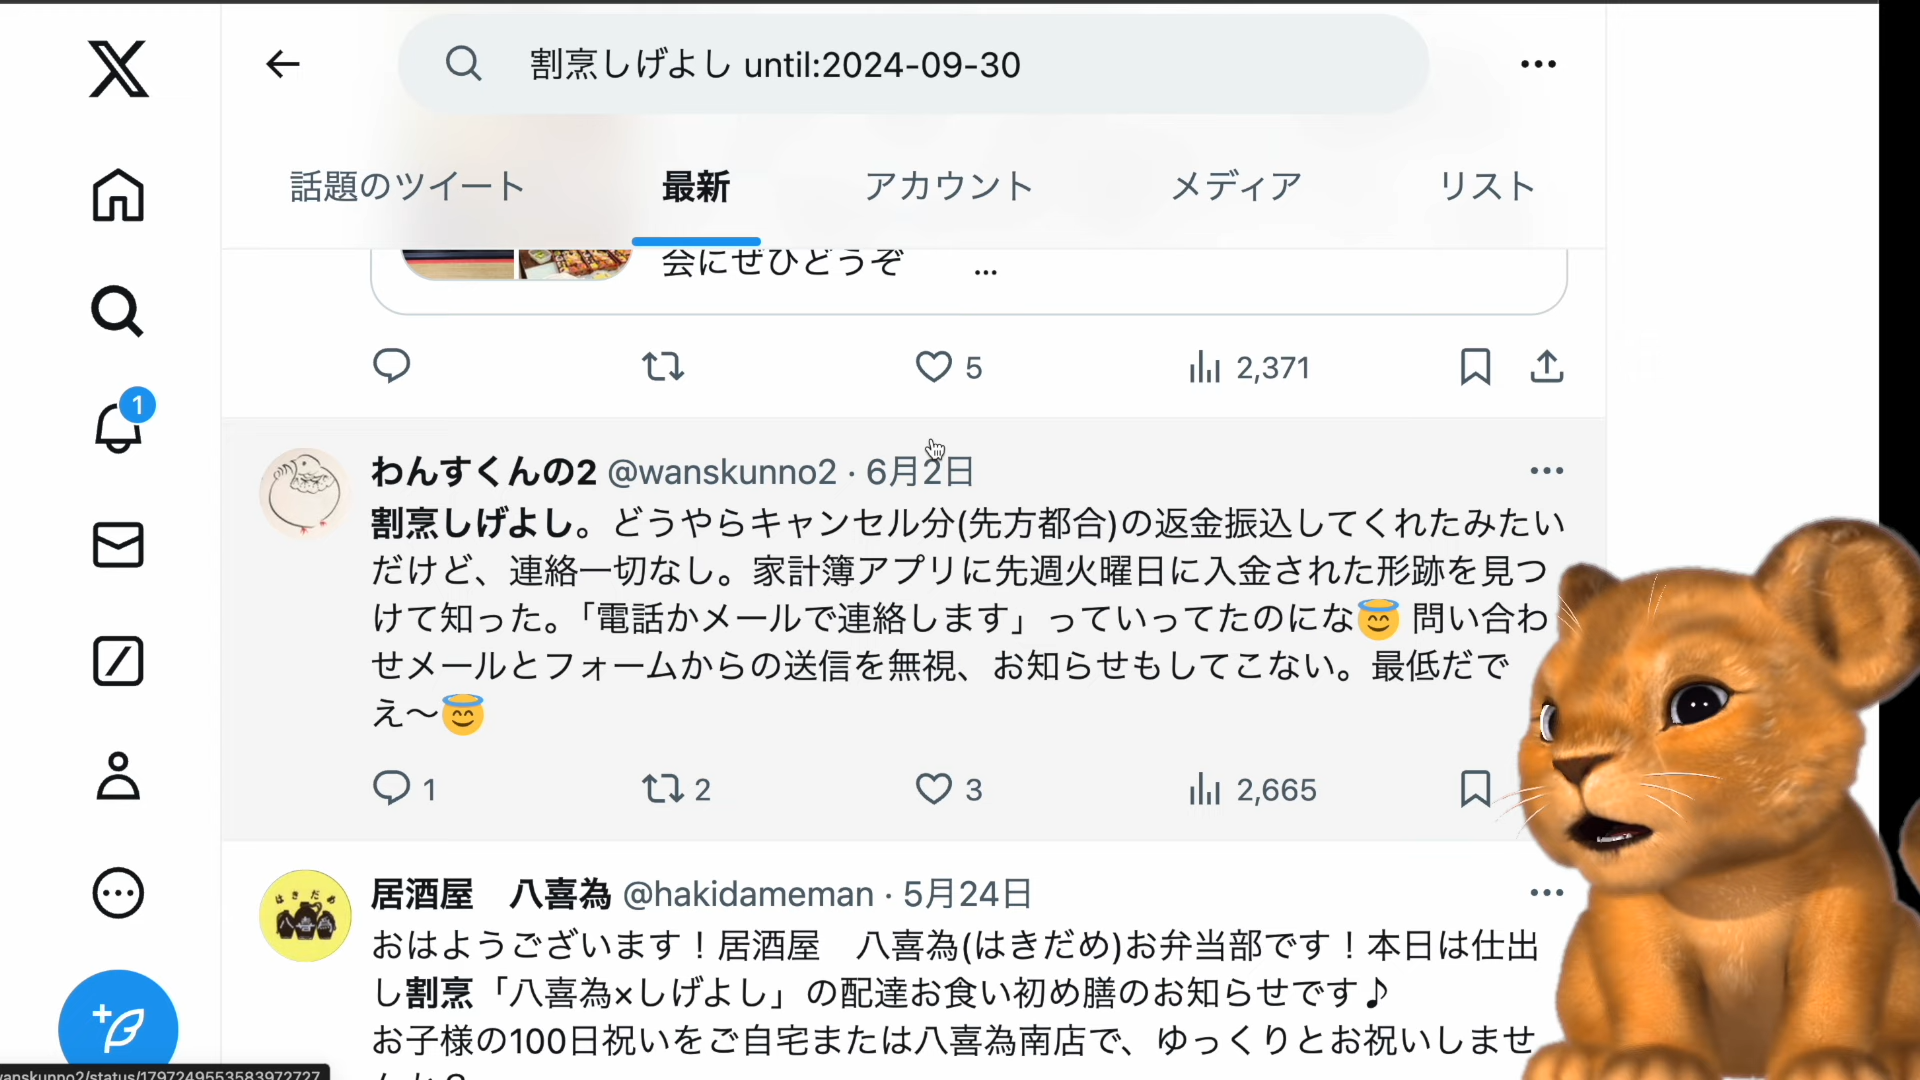 割烹しげよし until:2024-09-30
話題のツイート 最新 アカウント メディア リスト
会にぜひどうぞ …
5 2,371
1
わんすくんの2 @wanskunno2 · 6月2日
割烹しげよし。どうやらキャンセル分(先方都合)の返金振込してくれたみたい
だけど、連絡一切なし。家計簿アプリに先週火曜日に入金された形跡を見つ
けて知った。「電話かメールで連絡します」っていってたのにな😇 問い合わ
せメールとフォームからの送信を無視、お知らせもしてこない。最低だで
え〜😇
1 2 3 2,665
居酒屋　八喜為 @hakidameman · 5月24日
はきだめ
八喜為
おはようございます！居酒屋　八喜為(はきだめ)お弁当部です！本日は仕出
し割烹「八喜為×しげよし」の配達お食い初め膳のお知らせです♪
お子様の100日祝いをご自宅または八喜為南店で、ゆっくりとお祝いしませ
wanskunno2/status/1797249553583972727